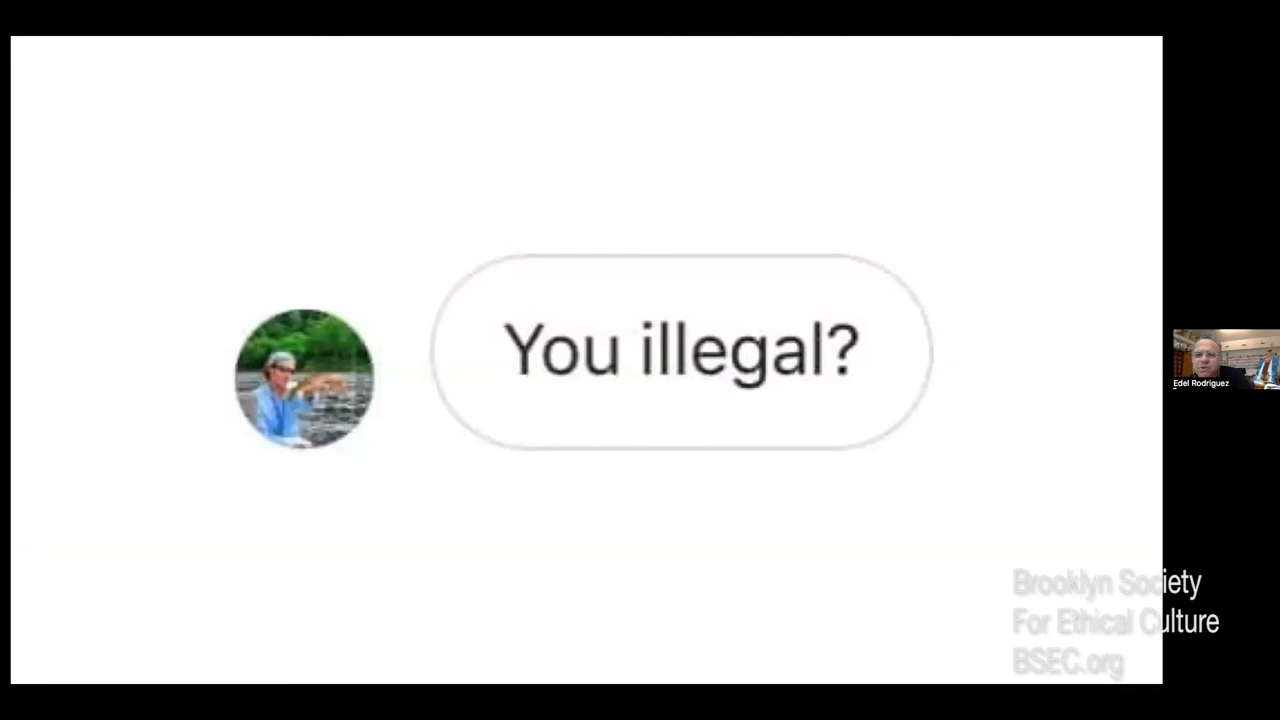 You illegal?
Edel Rodriguez
Brooklyn Society
For Ethical Culture
BSEC.org